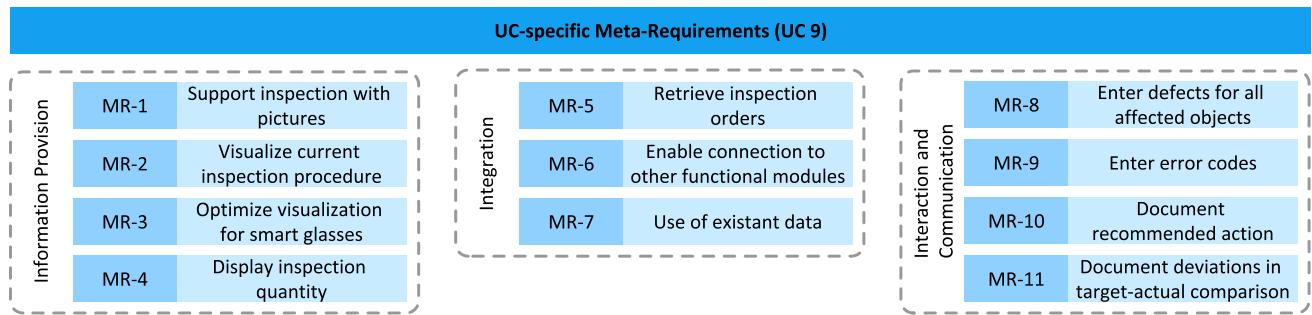 UC-specific Meta-Requirements (UC 9)
Information Provision
MR-1
Support inspection with
pictures
MR-2
Visualize current
inspection procedure
MR-3
Optimize visualization
for smart glasses
MR-4
Display inspection
quantity
Integration
MR-5
Retrieve inspection
orders
MR-6
Enable connection to
other functional modules
MR-7
Use of existant data
Interaction and
Communication
MR-8
Enter defects for all
affected objects
MR-9
Enter error codes
MR-10
Document
recommended action
MR-11
Document deviations in
target-actual comparison